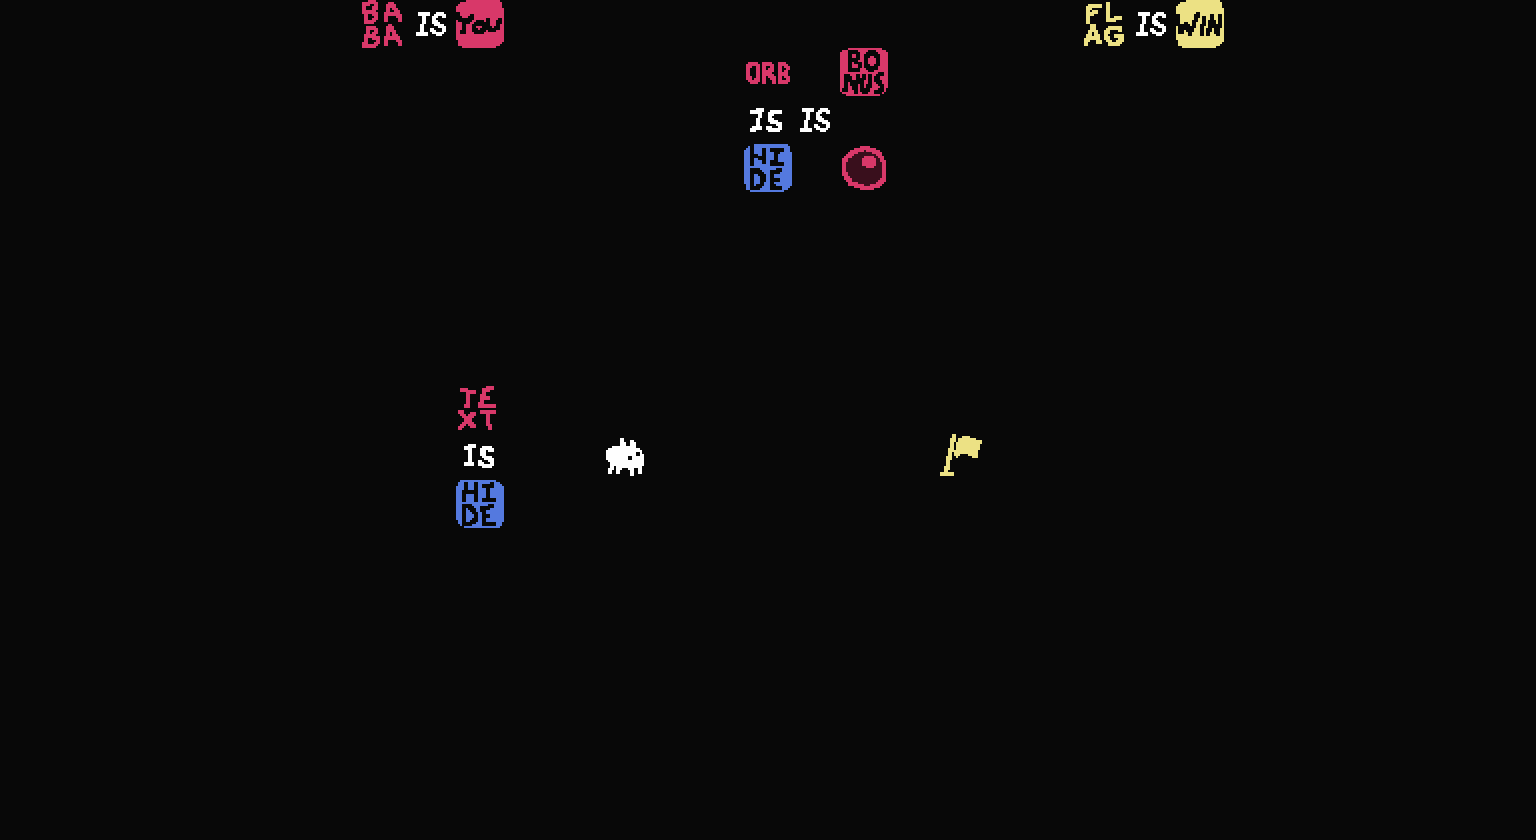 BABA IS YOU
FLAG IS WIN
ORB BONUS
IS IS
HIDE
TEXT
IS
HIDE